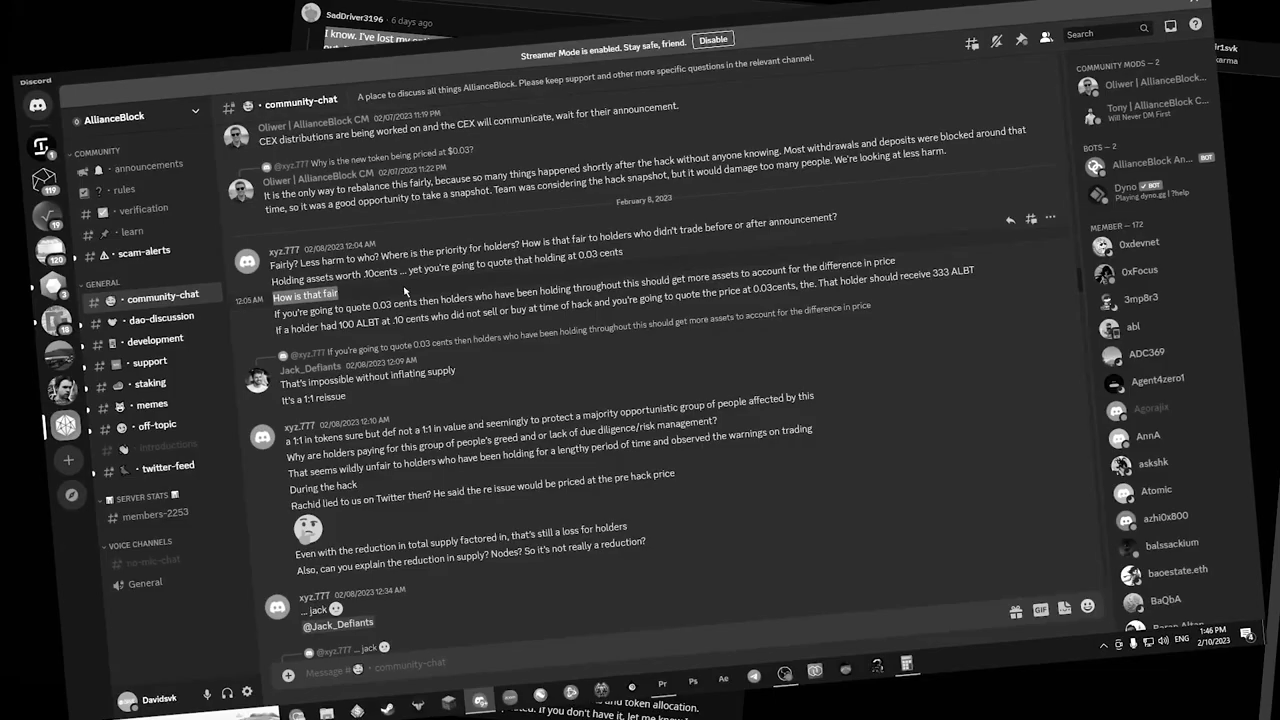 SadDriver3196 · 6 days ago
I know. I've lost my
Discord
Streamer Mode is enabled. Stay safe, friend.
Disable
AllianceBlock
community-chat
A place to discuss all things AllianceBlock. Please keep support and other more specific questions in the relevant channel.
Search
COMMUNITY
announcements
rules
verification
learn
scam-alerts
GENERAL
community-chat
dao-discussion
development
support
staking
memes
off-topic
introductions
twitter-feed
SERVER STATS
members-2253
VOICE CHANNELS
so-mic-chat
General
Davidsvk
1
119
19
120
3
18
Oliwer | AllianceBlock CM 02/07/2023 11:19 PM
CEX distributions are being worked on and the CEX will communicate, wait for their announcement.
@xyz.777 Why is the new token being priced at $0.03?
Oliwer | AllianceBlock CM 02/07/2023 11:22 PM
It is the only way to rebalance this fairly, because so many things happened shortly after the hack without anyone knowing. Most withdrawals and deposits were blocked around that
time, so it was a good opportunity to take a snapshot. Team was considering the hack snapshot, but it would damage too many people. We're looking at less harm.
February 8, 2023
xyz.777 02/08/2023 12:04 AM
Fairly? Less harm to who? Where is the priority for holders? How is that fair to holders who didn't trade before or after announcement?
Holding assets worth .10cents ... yet you're going to quote that holding at 0.03 cents
12:05 AM How is that fair
If you're going to quote 0.03 cents then holders who have been holding throughout this should get more assets to account for the difference in price
If a holder had 100 ALBT at .10 cents who did not sell or buy at time of hack and you're going to quote the price at 0.03cents, the. That holder should receive 333 ALBT
@xyz.777 If you're going to quote 0.03 cents then holders who have been holding throughout this should get more assets to account for the difference in price
Jack_Defiants 02/08/2023 12:09 AM
That's impossible without inflating supply
It's a 1:1 reissue
xyz.777 02/08/2023 12:10 AM
a 1:1 in tokens sure but def not a 1:1 in value and seemingly to protect a majority opportunistic group of people affected by this
Why are holders paying for this group of people's greed and or lack of due diligence/risk management?
That seems wildly unfair to holders who have been holding for a lengthy period of time and observed the warnings on trading
During the hack
Rachid lied to us on Twitter then? He said the re issue would be priced at the pre hack price
Even with the reduction in total supply factored in, that's still a loss for holders
Also, can you explain the reduction in supply? Nodes? So it's not really a reduction?
xyz.777 02/08/2023 12:34 AM
... jack
@Jack_Defiants
@xyz.777 ... jack
Message # community-chat
GIF
COMMUNITY MODS — 2
Oliwer | AllianceBlock...
Tony | AllianceBlock C...
Will Never DM First
BOTS — 2
AllianceBlock An... BOT
Dyno BOT
Playing dyno.gg | ?help
MEMBER — 172
0xdevnet
0xFocus
3mp8r3
abl
ADC369
Agent4zero1
Agorajix
AnnA
askshk
Atomic
azhi0x800
balssackium
baoestate.eth
BaQbA
Baran Altan
ir1svk
karma
Pr
Ps
Ae
ENG
1:46 PM
2/10/2023
4
and token allocation.
If you don't have it, let me know